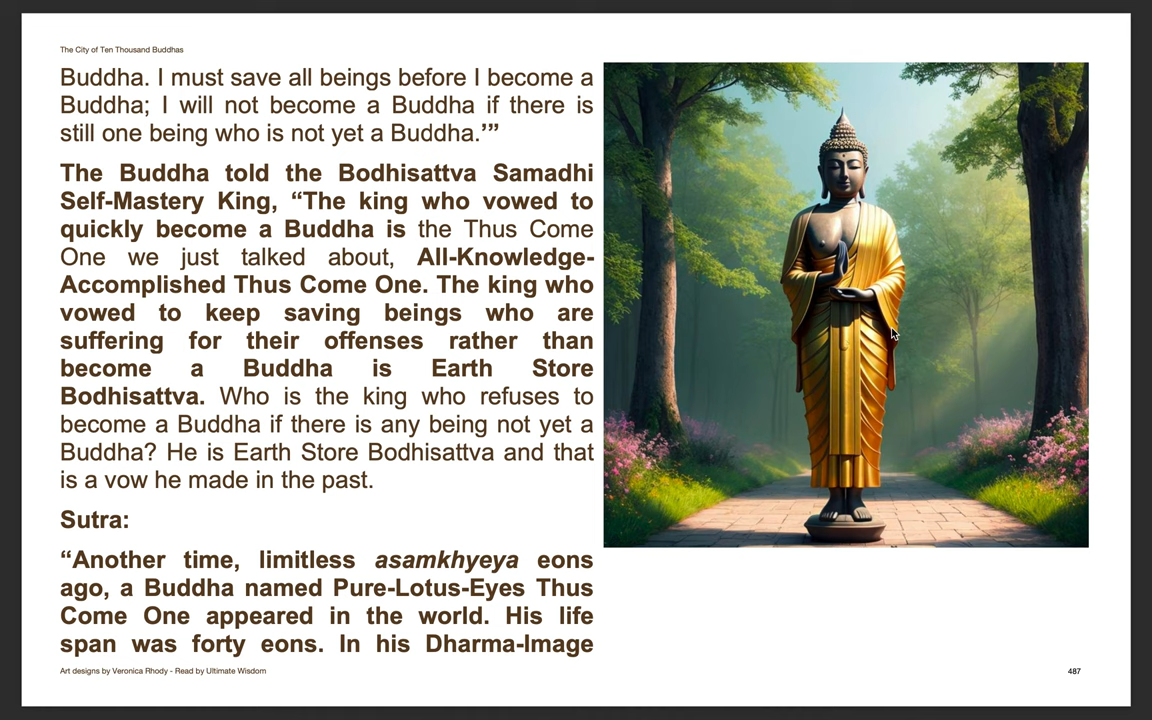 The City of Ten Thousand Buddhas
Buddha. I must save all beings before I become a
Buddha; I will not become a Buddha if there is
still one being who is not yet a Buddha.’”
The Buddha told the Bodhisattva Samadhi
Self-Mastery King, “The king who vowed to
quickly become a Buddha is the Thus Come
One we just talked about, All-Knowledge-
Accomplished Thus Come One. The king who
vowed to keep saving beings who are
suffering for their offenses rather than
become a Buddha is Earth Store
Bodhisattva. Who is the king who refuses to
become a Buddha if there is any being not yet a
Buddha? He is Earth Store Bodhisattva and that
is a vow he made in the past.
Sutra:
“Another time, limitless asamkhyeya eons
ago, a Buddha named Pure-Lotus-Eyes Thus
Come One appeared in the world. His life
span was forty eons. In his Dharma-Image
Art designs by Veronica Rhody - Read by Ultimate Wisdom
487